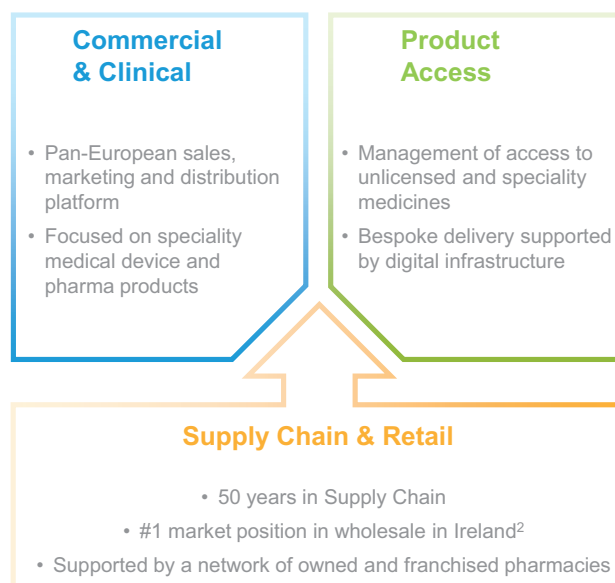 Commercial
& Clinical
• Pan-European sales,
marketing and distribution
platform
• Focused on speciality
medical device and
pharma products
Product
Access
• Management of access to
unlicensed and speciality
medicines
• Bespoke delivery supported
by digital infrastructure
Supply Chain & Retail
• 50 years in Supply Chain
• #1 market position in wholesale in Ireland²
• Supported by a network of owned and franchised pharmacies